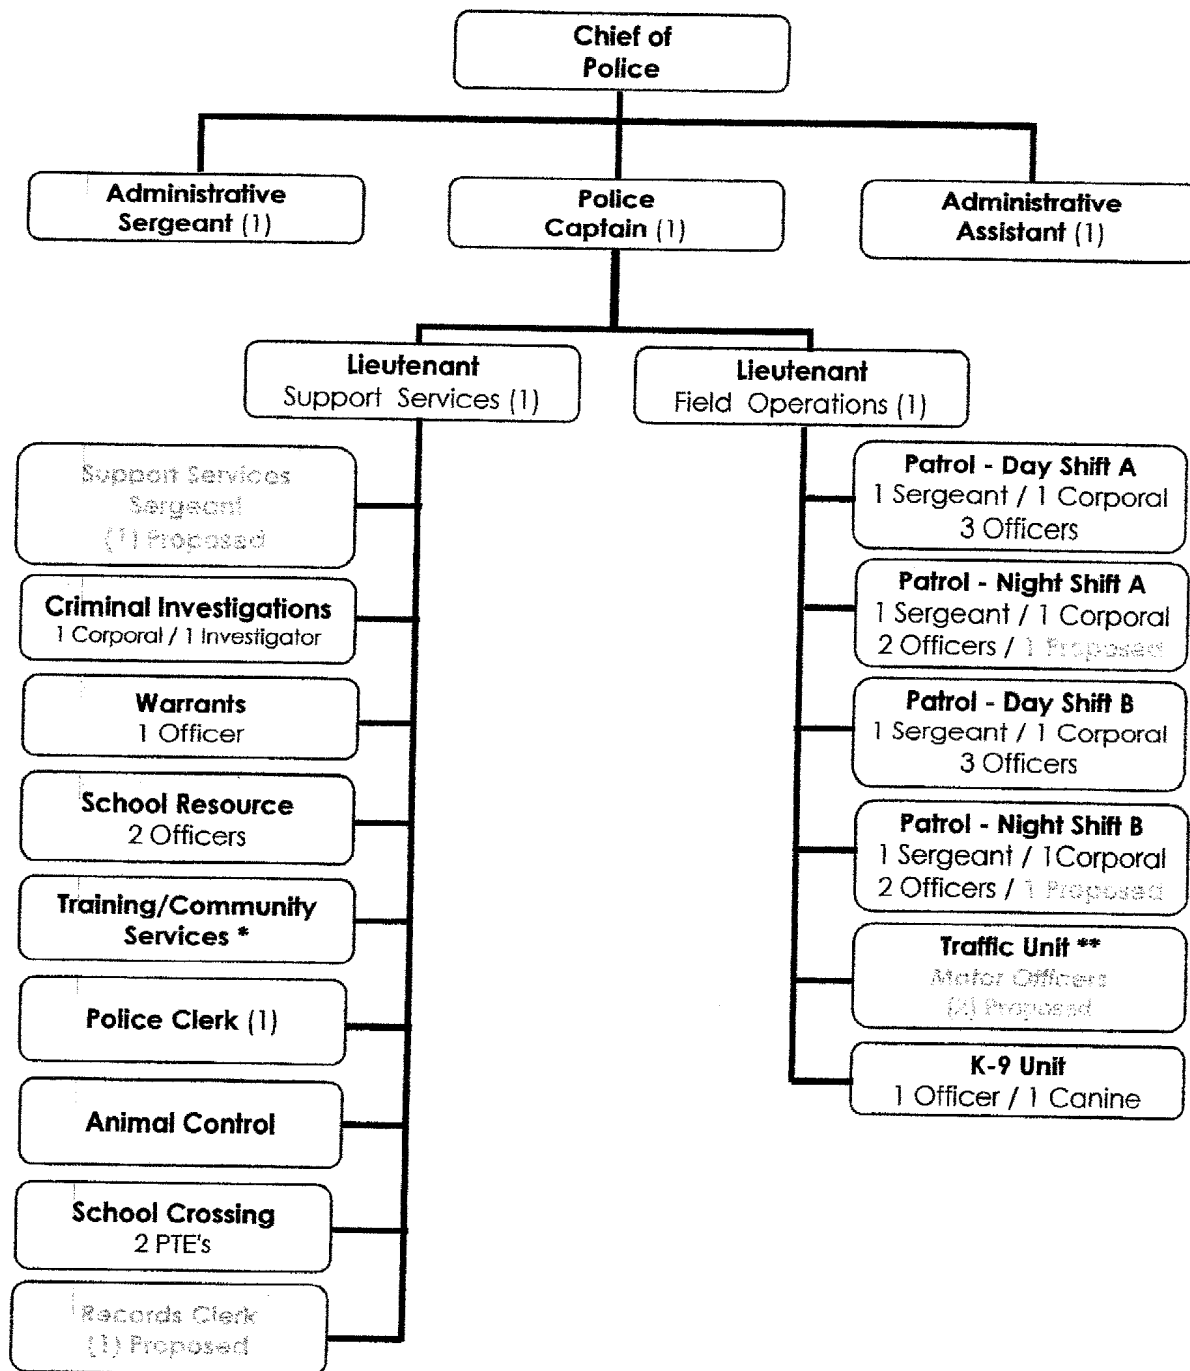 Chief of
Police
Administrative
Sergeant (1)
Police
Captain (1)
Administrative
Assistant (1)
Lieutenant
Support Services (1)
Lieutenant
Field Operations (1)
Support Services
Sergeant
(1) Proposed
Criminal Investigations
1 Corporal / 1 Investigator
Warrants
1 Officer
School Resource
2 Officers
Training/Community
Services *
Police Clerk (1)
Animal Control
School Crossing
2 PTE's
Records Clerk
(1) Proposed
Patrol - Day Shift A
1 Sergeant / 1 Corporal
3 Officers
Patrol - Night Shift A
1 Sergeant / 1 Corporal
2 Officers / 1 Proposed
Patrol - Day Shift B
1 Sergeant / 1 Corporal
3 Officers
Patrol - Night Shift B
1 Sergeant / 1Corporal
2 Officers / 1 Proposed
Traffic Unit **
Motor Officers
Proposed
K-9 Unit
1 Officer / 1 Canine